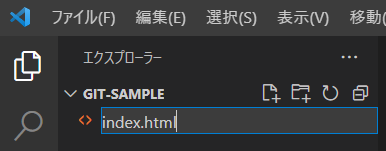 ファイル(F) 編集(E) 選択(S) 表示(V) 移動(
エクスプローラー
GIT-SAMPLE
index.html